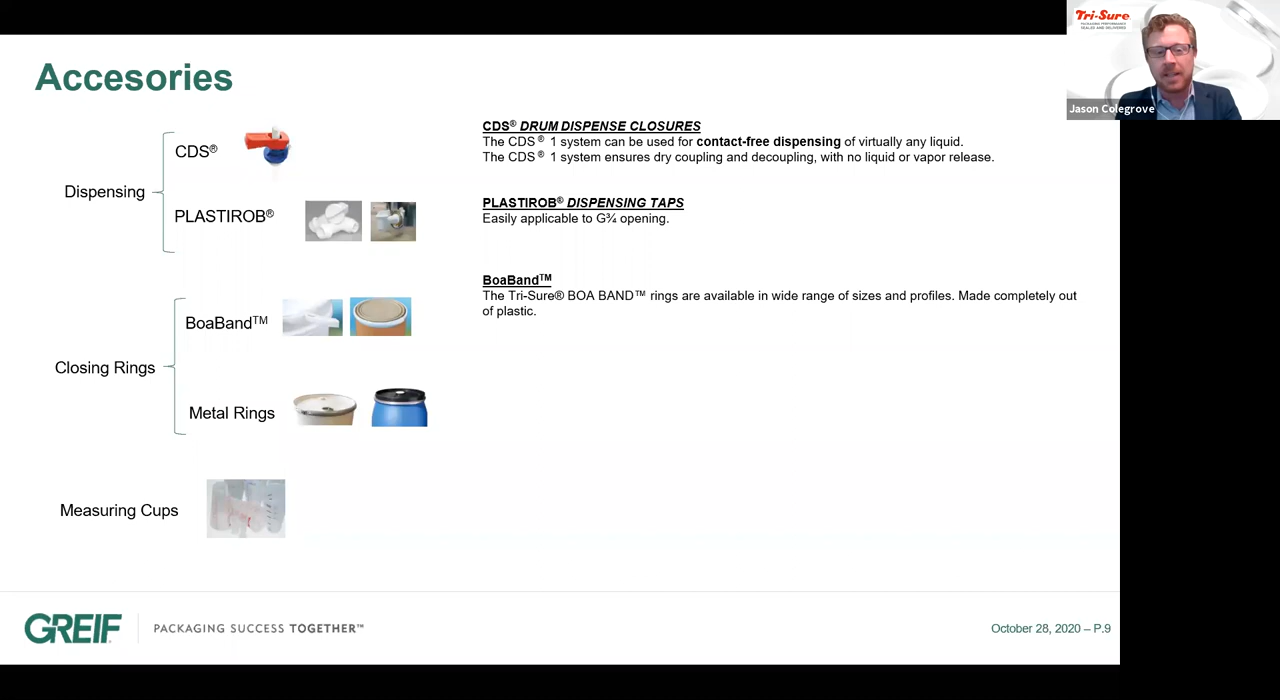 Accesories
Tri-Sure
Jason Colegrove
Dispensing
CDS®
PLASTIROB®
Closing Rings
BoaBand™
Metal Rings
Measuring Cups
CDS® DRUM DISPENSE CLOSURES
The CDS ® 1 system can be used for contact-free dispensing of virtually any liquid.
The CDS ® 1 system ensures dry coupling and decoupling, with no liquid or vapor release.
PLASTIROB® DISPENSING TAPS
Easily applicable to G¾ opening.
BoaBand™
The Tri-Sure® BOA BAND™ rings are available in wide range of sizes and profiles. Made completely out
of plastic.
GREIF
PACKAGING SUCCESS TOGETHER™
October 28, 2020 – P.9